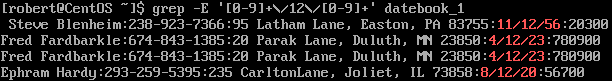 [robert@CentOS ~]$ grep -E '[0-9]+\/12\/[0-9]+' datebook_1
Steve Blenheim:238-923-7366:95 Latham Lane, Easton, PA 83755:11/12/56:20300
Fred Fardbarkle:674-843-1385:20 Parak Lane, Duluth, MN 23850:4/12/23:780900
Fred Fardbarkle:674-843-1385:20 Parak Lane, Duluth, MN 23850:4/12/23:780900
Ephram Hardy:293-259-5395:235 CarltonLane, Joliet, IL 73858:8/12/20:56700